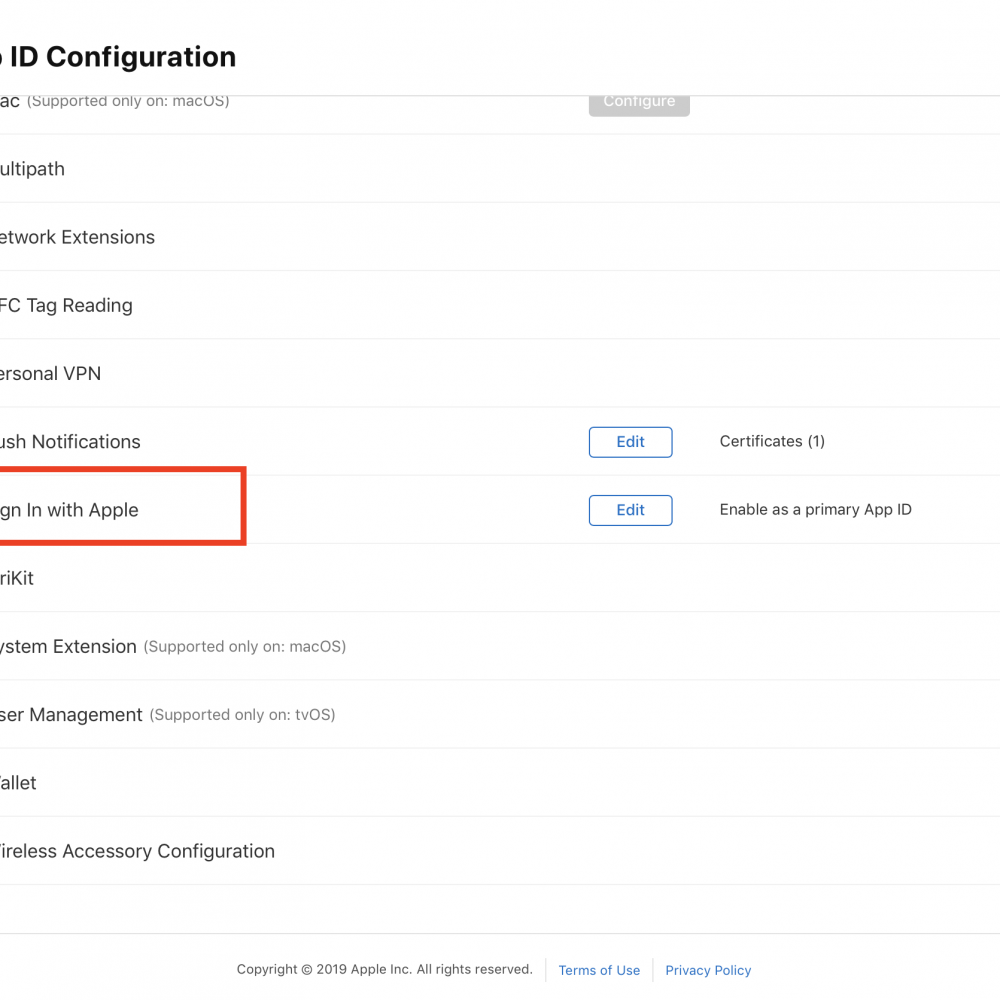 ID Configuration
ac (Supported only on: macOS)
Configure
ultipath
etwork Extensions
FC Tag Reading
ersonal VPN
ush Notifications
Edit
Certificates (1)
gn In with Apple
Edit
Enable as a primary App ID
riKit
ystem Extension (Supported only on: macOS)
ser Management (Supported only on: tvOS)
allet
ireless Accessory Configuration
Copyright © 2019 Apple Inc. All rights reserved.
Terms of Use
Privacy Policy